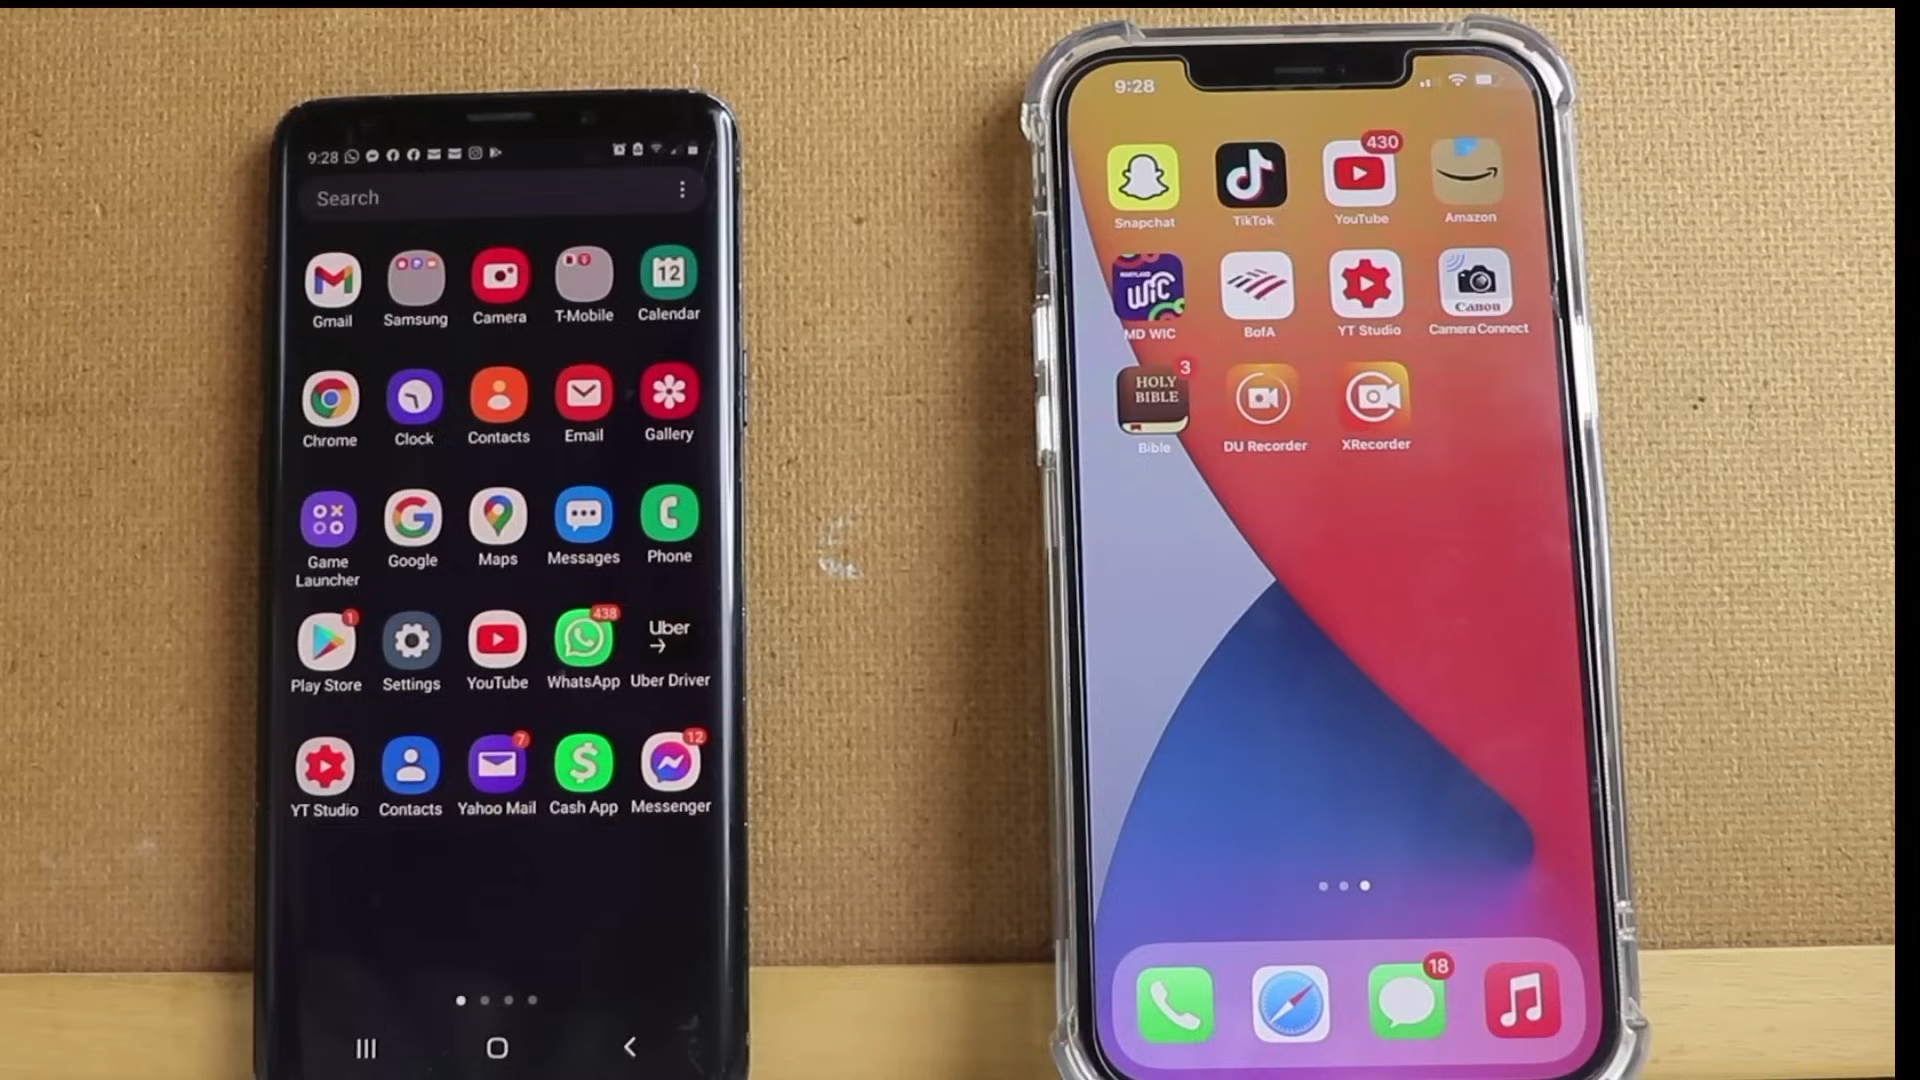 9:28
Search
Gmail
Samsung
Camera
T-Mobile
12
Calendar
Chrome
Clock
Contacts
Email
Gallery
Game
Launcher
Google
Maps
Messages
Phone
1
Play Store
Settings
YouTube
438
WhatsApp
Uber
Uber Driver
YT Studio
Contacts
7
Yahoo Mail
$
Cash App
12
Messenger
9:28
Snapchat
TikTok
430
YouTube
Amazon
MARYLAND
WIC
MD WIC
BofA
YT Studio
Canon
Camera Connect
3
HOLY
BIBLE
Bible
DU Recorder
XRecorder
18